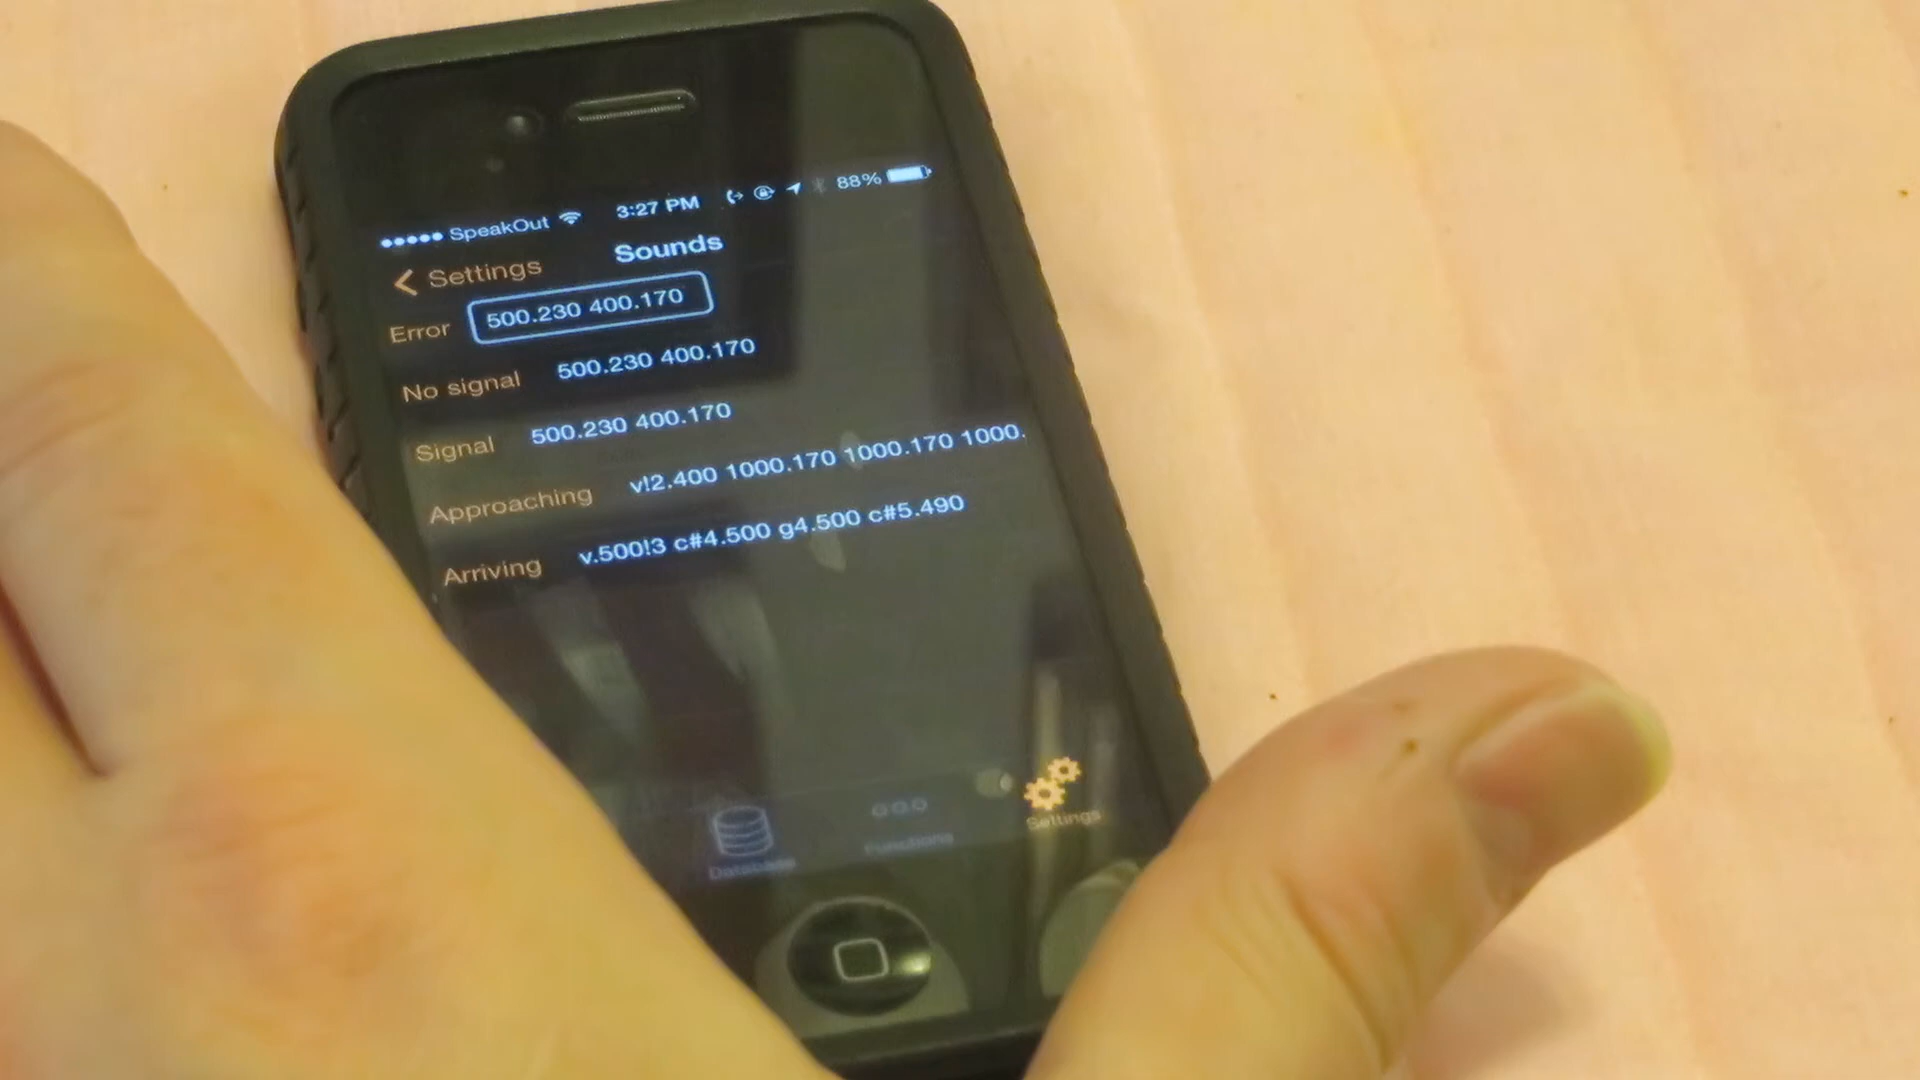 ●●●●● SpeakOut 3:27 PM 88%
Settings
Sounds
Error 500.230 400.170
No signal 500.230 400.170
Signal 500.230 400.170
Approaching v!2.400 1000.170 1000.170 1000.
Arriving v.500!3 c#4.500 g4.500 c#5.490
Database Functions Settings